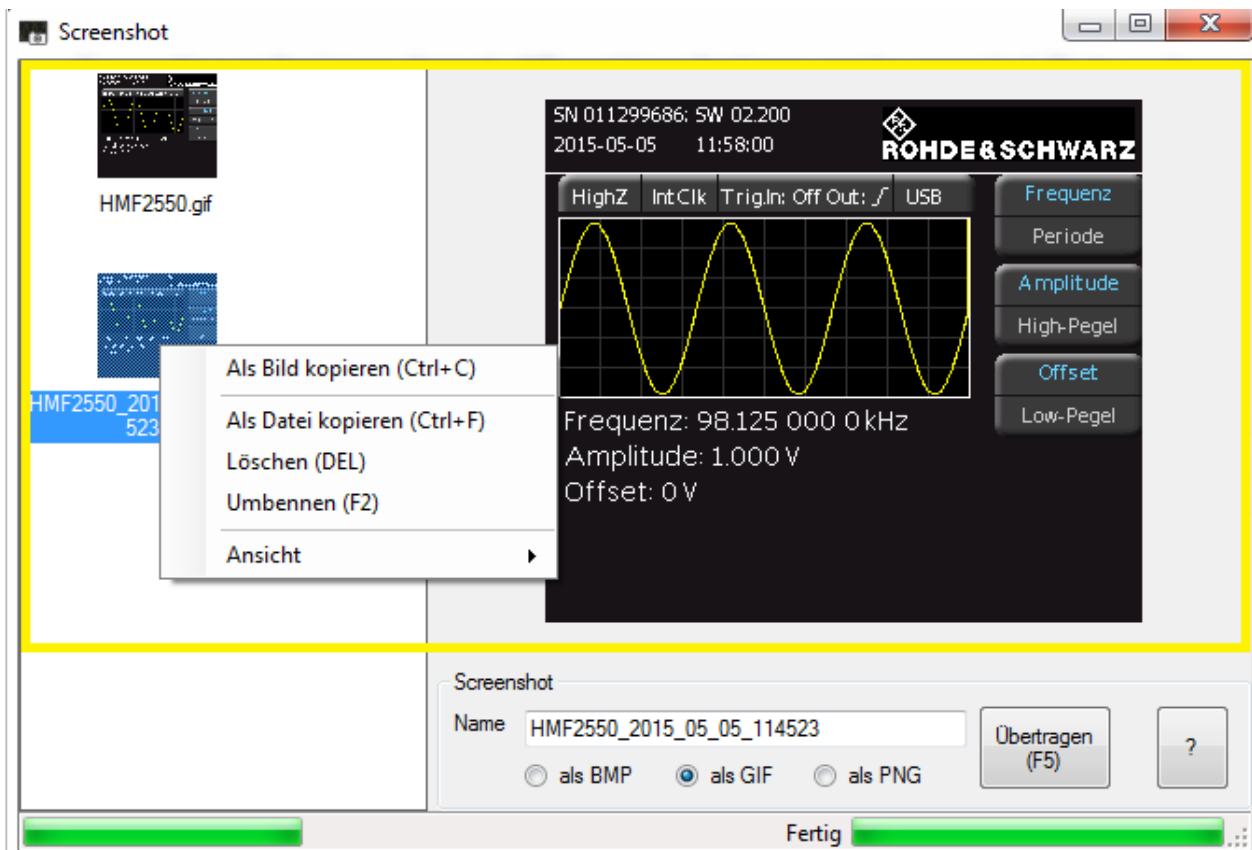 Screenshot
HMF2550.gif
HMF2550_201
523
Als Bild kopieren (Ctrl+C)
Als Datei kopieren (Ctrl+F)
Löschen (DEL)
Umbennen (F2)
Ansicht
SN 011299686; SW 02.200
2015-05-05 11:58:00
ROHDE&SCHWARZ
HighZ IntClk Trig.In: Off Out: USB
Frequenz
Periode
Amplitude
High-Pegel
Offset
Low-Pegel
Frequenz: 98.125 000 0 kHz
Amplitude: 1.000 V
Offset: 0 V
Screenshot
Name HMF2550_2015_05_05_114523
als BMP als GIF als PNG
Übertragen
(F5)
?
Fertig